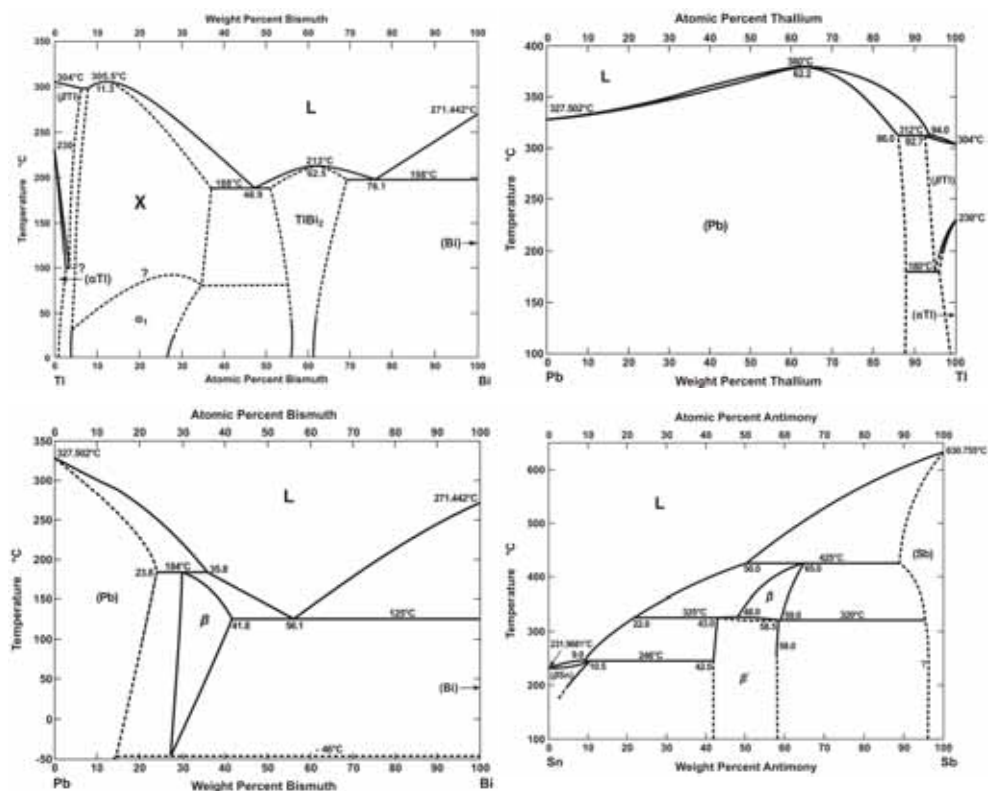 Weight Percent Bismuth
0 10 20 30 40 50 60 70 80 90 100
350
300
250
200
150
100
50
0
Temperature °C
304°C
305.5°C
11.3
(βTl)
L
271.442°C
230
212°C
62.5
188°C
48.9
198°C
76.1
X
TlBi₂
(Bi)
?
(αTl)
?
α₁
0 10 20 30 40 50 60 70 80 90 100
Tl
Atomic Percent Bismuth
Bi
Atomic Percent Thallium
0 10 20 30 40 50 60 70 80 90 100
400
350
300
250
200
150
100
Temperature °C
L
380°C
63.2
327.502°C
312°C
94.0
86.0
92.7
304°C
(βTl)
(Pb)
230°C
180°C
(αTl)
0 10 20 30 40 50 60 70 80 90 100
Pb
Weight Percent Thallium
Tl
Atomic Percent Bismuth
0 10 20 30 40 50 60 70 80 90 100
350
300
250
200
150
100
50
0
-50
Temperature °C
327.502°C
L
271.442°C
184°C
23.6
35.8
(Pb)
β
125°C
41.8
56.1
(Bi)
- 46°C
0 10 20 30 40 50 60 70 80 90 100
Pb
Weight Percent Bismuth
Bi
Atomic Percent Antimony
0 10 20 30 40 50 60 70 80 90 100
600
500
400
300
200
100
Temperature °C
630.755°C
L
(Sb)
425°C
50.0
65.0
β
325°C
48.0
59.0
320°C
22.0
43.0
58.5
231.9681°C
9.0
246°C
58.0
10.5
42.5
(βSn)
β
?
0 10 20 30 40 50 60 70 80 90 100
Sn
Weight Percent Antimony
Sb